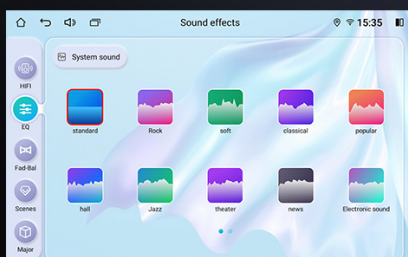 Sound effects
15:35
System sound
HIFI
EQ
Fad-Bal
Scenes
Major
standard
Rock
soft
classical
popular
hall
Jazz
theater
news
Electronic sound